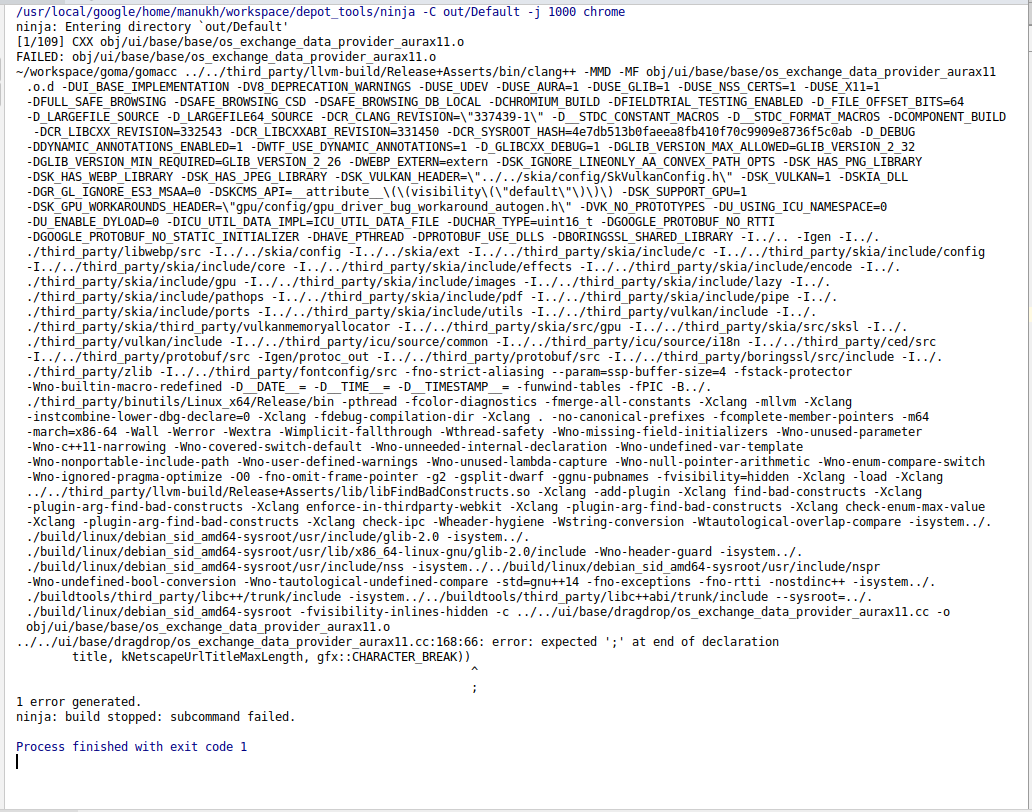 /usr/local/google/home/manukh/workspace/depot_tools/ninja -C out/Default -j 1000 chrome
ninja: Entering directory `out/Default'
[1/109] CXX obj/ui/base/base/os_exchange_data_provider_aurax11.o
FAILED: obj/ui/base/base/os_exchange_data_provider_aurax11.o
~/workspace/goma/gomacc ../../third_party/llvm-build/Release+Asserts/bin/clang++ -MMD -MF obj/ui/base/base/os_exchange_data_provider_aurax11
.o.d -DUI_BASE_IMPLEMENTATION -DV8_DEPRECATION_WARNINGS -DUSE_UDEV -DUSE_AURA=1 -DUSE_GLIB=1 -DUSE_NSS_CERTS=1 -DUSE_X11=1
-DFULL_SAFE_BROWSING -DSAFE_BROWSING_CSD -DSAFE_BROWSING_DB_LOCAL -DCHROMIUM_BUILD -DFIELDTRIAL_TESTING_ENABLED -D_FILE_OFFSET_BITS=64
-D_LARGEFILE_SOURCE -D_LARGEFILE64_SOURCE -DCR_CLANG_REVISION=\"337439-1\" -D__STDC_CONSTANT_MACROS -D__STDC_FORMAT_MACROS -DCOMPONENT_BUILD
-DCR_LIBCXX_REVISION=332543 -DCR_LIBCXXABI_REVISION=331450 -DCR_SYSROOT_HASH=4e7db513b0faeea8fb410f70c9909e8736f5c0ab -D_DEBUG
-DDYNAMIC_ANNOTATIONS_ENABLED=1 -DWTF_USE_DYNAMIC_ANNOTATIONS=1 -D_GLIBCXX_DEBUG=1 -DGLIB_VERSION_MAX_ALLOWED=GLIB_VERSION_2_32
-DGLIB_VERSION_MIN_REQUIRED=GLIB_VERSION_2_26 -DWEBP_EXTERN=extern -DSK_IGNORE_LINEONLY_AA_CONVEX_PATH_OPTS -DSK_HAS_PNG_LIBRARY
-DSK_HAS_WEBP_LIBRARY -DSK_HAS_JPEG_LIBRARY -DSK_VULKAN_HEADER=\"../../skia/config/SkVulkanConfig.h\" -DSK_VULKAN=1 -DSKIA_DLL
-DGR_GL_IGNORE_ES3_MSAA=0 -DSKCMS_API=__attribute__\(\(visibility\(\"default\"\)\)\) -DSK_SUPPORT_GPU=1
-DSK_GPU_WORKAROUNDS_HEADER=\"gpu/config/gpu_driver_bug_workaround_autogen.h\" -DVK_NO_PROTOTYPES -DU_USING_ICU_NAMESPACE=0
-DU_ENABLE_DYLOAD=0 -DICU_UTIL_DATA_IMPL=ICU_UTIL_DATA_FILE -DUCHAR_TYPE=uint16_t -DGOOGLE_PROTOBUF_NO_RTTI
-DGOOGLE_PROTOBUF_NO_STATIC_INITIALIZER -DHAVE_PTHREAD -DPROTOBUF_USE_DLLS -DBORINGSSL_SHARED_LIBRARY -I../.. -Igen -I../.
./third_party/libwebp/src -I../../skia/config -I../../skia/ext -I../../third_party/skia/include/c -I../../third_party/skia/include/config
-I../../third_party/skia/include/core -I../../third_party/skia/include/effects -I../../third_party/skia/include/encode -I../.
./third_party/skia/include/gpu -I../../third_party/skia/include/images -I../../third_party/skia/include/lazy -I../.
./third_party/skia/include/pathops -I../../third_party/skia/include/pdf -I../../third_party/skia/include/pipe -I../.
./third_party/skia/include/ports -I../../third_party/skia/include/utils -I../../third_party/vulkan/include -I../.
./third_party/skia/third_party/vulkanmemoryallocator -I../../third_party/skia/src/gpu -I../../third_party/skia/src/sksl -I../.
./third_party/vulkan/include -I../../third_party/icu/source/common -I../../third_party/icu/source/i18n -I../../third_party/ced/src
-I../../third_party/protobuf/src -Igen/protoc_out -I../../third_party/protobuf/src -I../../third_party/boringssl/src/include -I../.
./third_party/zlib -I../../third_party/fontconfig/src -fno-strict-aliasing --param=ssp-buffer-size=4 -fstack-protector
-Wno-builtin-macro-redefined -D__DATE__= -D__TIME__= -D__TIMESTAMP__= -funwind-tables -fPIC -B../.
./third_party/binutils/Linux_x64/Release/bin -pthread -fcolor-diagnostics -fmerge-all-constants -Xclang -mllvm -Xclang
-instcombine-lower-dbg-declare=0 -Xclang -fdebug-compilation-dir -Xclang . -no-canonical-prefixes -fcomplete-member-pointers -m64
-march=x86-64 -Wall -Werror -Wextra -Wimplicit-fallthrough -Wthread-safety -Wno-missing-field-initializers -Wno-unused-parameter
-Wno-c++11-narrowing -Wno-covered-switch-default -Wno-unneeded-internal-declaration -Wno-undefined-var-template
-Wno-nonportable-include-path -Wno-user-defined-warnings -Wno-unused-lambda-capture -Wno-null-pointer-arithmetic -Wno-enum-compare-switch
-Wno-ignored-pragma-optimize -O0 -fno-omit-frame-pointer -g2 -gsplit-dwarf -ggnu-pubnames -fvisibility=hidden -Xclang -load -Xclang
../../third_party/llvm-build/Release+Asserts/lib/libFindBadConstructs.so -Xclang -add-plugin -Xclang find-bad-constructs -Xclang
-plugin-arg-find-bad-constructs -Xclang enforce-in-thirdparty-webkit -Xclang -plugin-arg-find-bad-constructs -Xclang check-enum-max-value
-Xclang -plugin-arg-find-bad-constructs -Xclang check-ipc -Wheader-hygiene -Wstring-conversion -Wtautological-overlap-compare -isystem../.
./build/linux/debian_sid_amd64-sysroot/usr/include/glib-2.0 -isystem../.
./build/linux/debian_sid_amd64-sysroot/usr/lib/x86_64-linux-gnu/glib-2.0/include -Wno-header-guard -isystem../.
./build/linux/debian_sid_amd64-sysroot/usr/include/nss -isystem../../build/linux/debian_sid_amd64-sysroot/usr/include/nspr
-Wno-undefined-bool-conversion -Wno-tautological-undefined-compare -std=gnu++14 -fno-exceptions -fno-rtti -nostdinc++ -isystem../.
./buildtools/third_party/libc++/trunk/include -isystem../../buildtools/third_party/libc++abi/trunk/include --sysroot=../.
./build/linux/debian_sid_amd64-sysroot -fvisibility-inlines-hidden -c ../../ui/base/dragdrop/os_exchange_data_provider_aurax11.cc -o
obj/ui/base/base/os_exchange_data_provider_aurax11.o
../../ui/base/dragdrop/os_exchange_data_provider_aurax11.cc:168:66: error: expected ';' at end of declaration
title, kNetscapeUrlTitleMaxLength, gfx::CHARACTER_BREAK))
^
;
1 error generated.
ninja: build stopped: subcommand failed.
Process finished with exit code 1